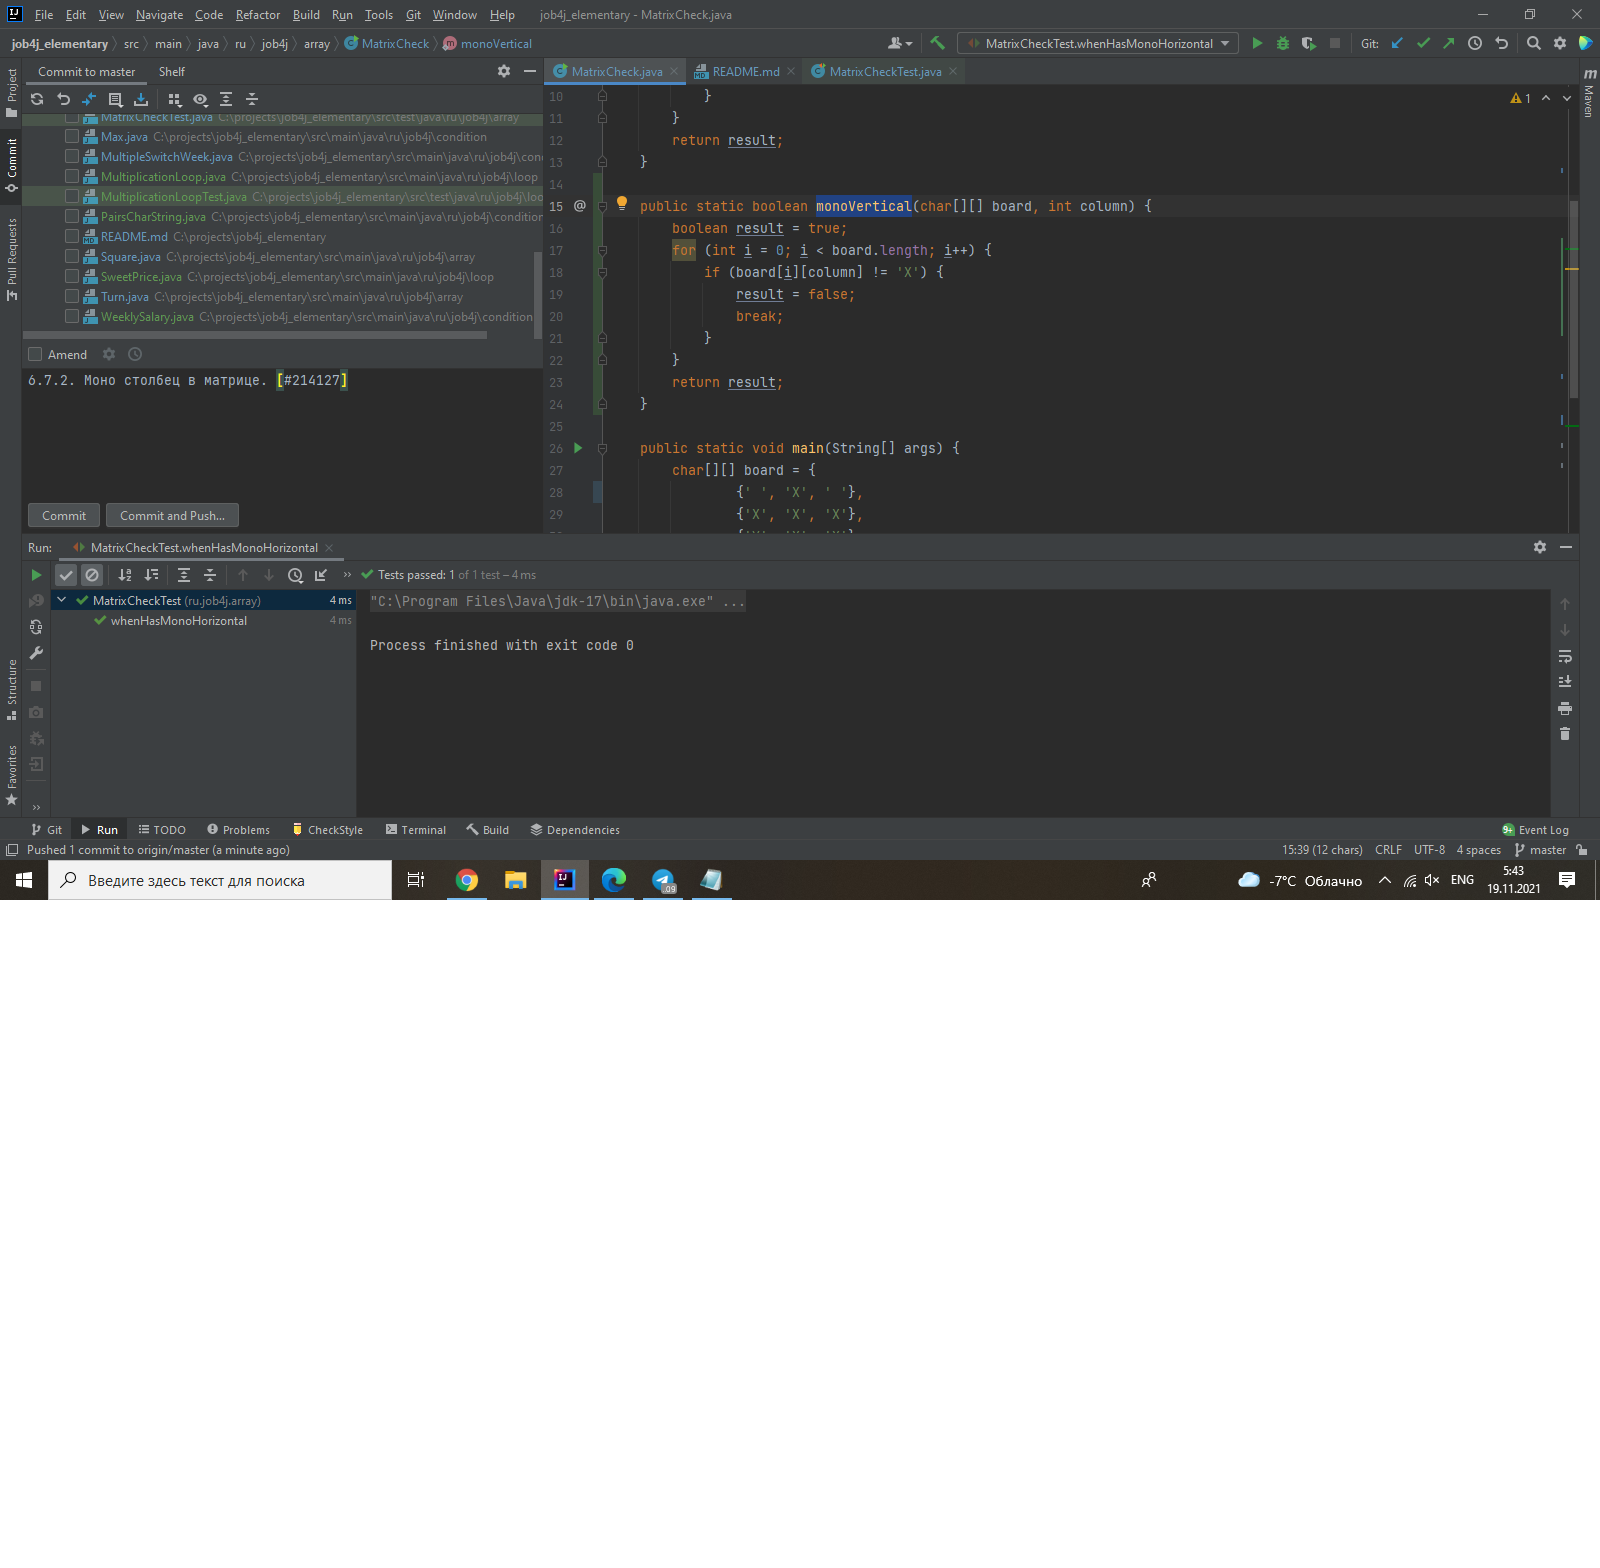 File Edit View Navigate Code Refactor Build Run Tools Git Window Help job4j_elementary - MatrixCheck.java
job4j_elementary src main java ru job4j array MatrixCheck monoVertical MatrixCheckTest.whenHasMonoHorizontal Git:
Commit to master Shelf
MatrixCheck.java README.md MatrixCheckTest.java
Project
Commit
Pull Requests
Structure
Favorites
Maven
MatrixCheckTest.java C:\projects\job4j_elementary\src\test\java\ru\job4j\array
Max.java C:\projects\job4j_elementary\src\main\java\ru\job4j\condition
MultipleSwitchWeek.java C:\projects\job4j_elementary\src\main\java\ru\job4j\con
MultiplicationLoop.java C:\projects\job4j_elementary\src\main\java\ru\job4j\loop
MultiplicationLoopTest.java C:\projects\job4j_elementary\src\test\java\ru\job4j\loo
PairsCharString.java C:\projects\job4j_elementary\src\main\java\ru\job4j\condition
README.md C:\projects\job4j_elementary
Square.java C:\projects\job4j_elementary\src\main\java\ru\job4j\array
SweetPrice.java C:\projects\job4j_elementary\src\main\java\ru\job4j\loop
Turn.java C:\projects\job4j_elementary\src\main\java\ru\job4j\array
WeeklySalary.java C:\projects\job4j_elementary\src\main\java\ru\job4j\condition
Amend
6.7.2. Моно столбец в матрице. [#214127]
Commit Commit and Push...
1
10 }
11 }
12 return result;
13 }
14
15 @ public static boolean monoVertical(char[][] board, int column) {
16 boolean result = true;
17 for (int i = 0; i < board.length; i++) {
18 if (board[i][column] != 'X') {
19 result = false;
20 break;
21 }
22 }
23 return result;
24 }
25
26 public static void main(String[] args) {
27 char[][] board = {
28 {' ', 'X', ' '},
29 {'X', 'X', 'X'},
Run: MatrixCheckTest.whenHasMonoHorizontal
Tests passed: 1 of 1 test – 4 ms
MatrixCheckTest (ru.job4j.array) 4 ms
whenHasMonoHorizontal 4 ms
"C:\Program Files\Java\jdk-17\bin\java.exe" ...
Process finished with exit code 0
Git Run TODO Problems CheckStyle Terminal Build Dependencies 9+ Event Log
Pushed 1 commit to origin/master (a minute ago) 15:39 (12 chars) CRLF UTF-8 4 spaces master
Введите здесь текст для поиска .09 -7°C Облачно ENG 5:43
19.11.2021